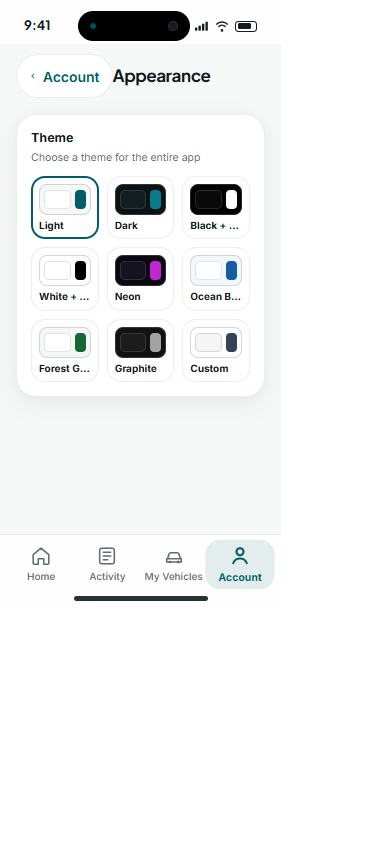 9:41
Account
Appearance
Theme
Choose a theme for the entire app
Light
Dark
Black + ...
White + ...
Neon
Ocean B...
Forest G...
Graphite
Custom
Home
Activity
My Vehicles
Account